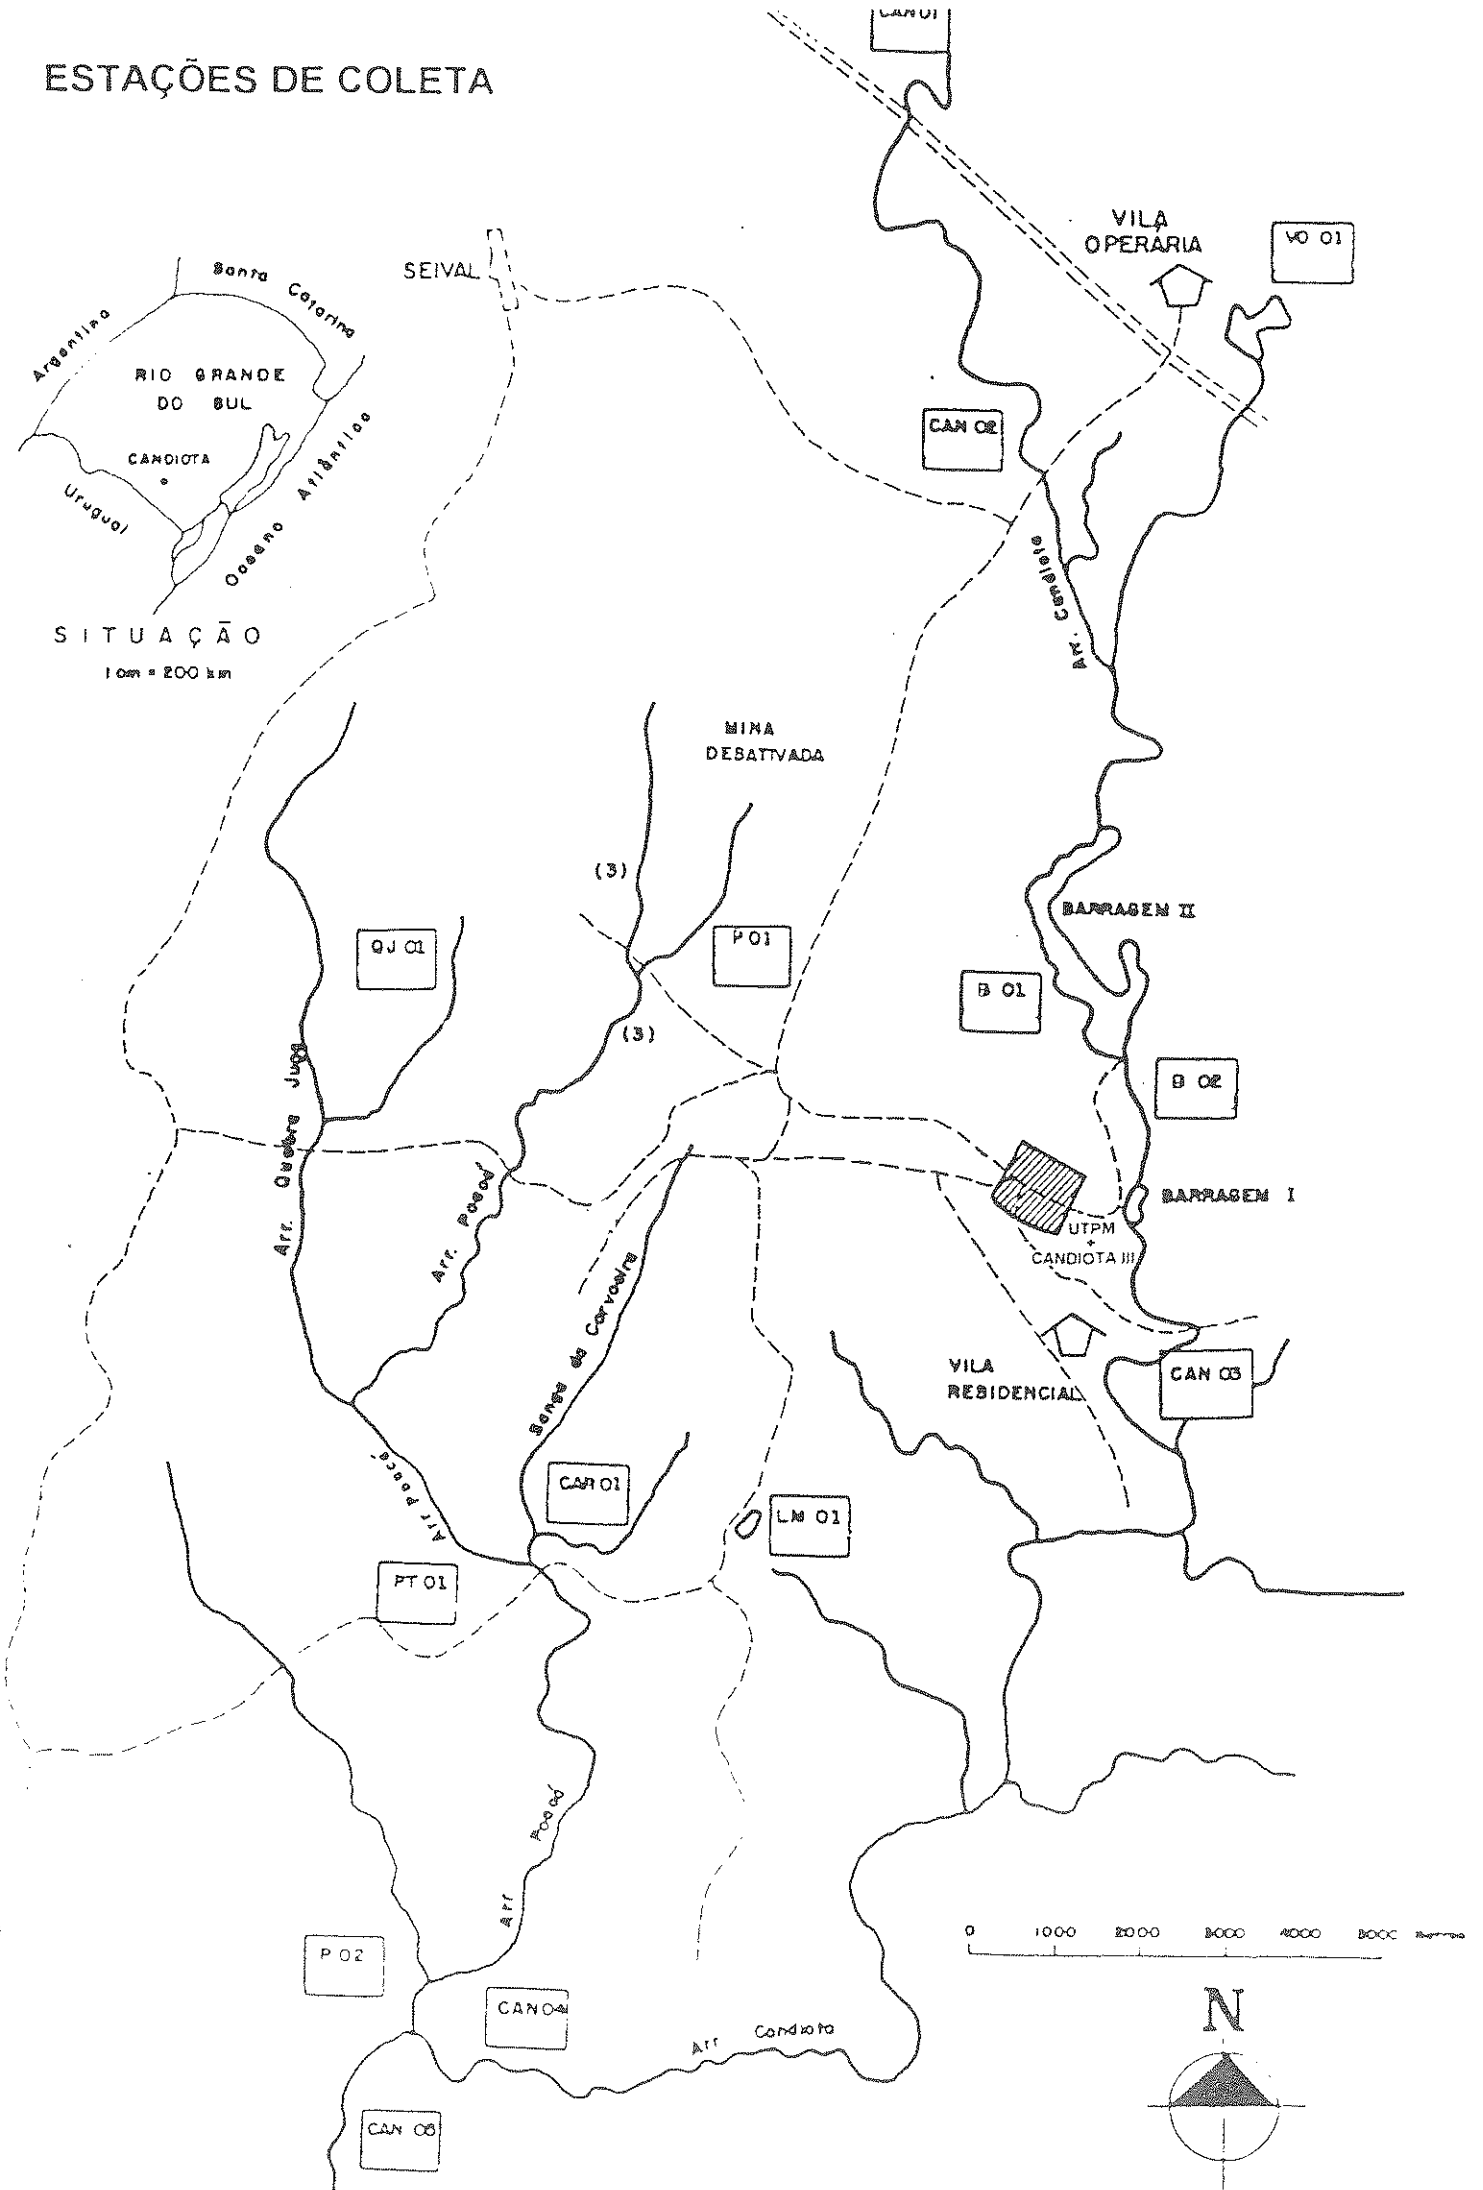 CAN 01
ESTAÇÕES DE COLETA
VILA
OPERÁRIA
VO 01
SEIVAL
Santa Catarina
Argentina
RIO GRANDE
DO SUL
CANDIOTA
Uruguai
Oceano Atlântico
CAN 02
Arr. Candiota
SITUAÇÃO
1 cm = 200 km
MINA
DESATIVADA
(3)
BARRAGEM II
QJ 01
P 01
B 01
(3)
B 02
Arr. Quebra Jugo
Arr. Poacá
BARRAGEM I
UTPM
+
CANDIOTA III
Sanga da Carvoeira
VILA
RESIDENCIAL
CAN 03
Arr Poacá
CAR 01
LM 01
PT 01
Arr Poacá
P 02
0 1000 2000 3000 4000 5000
CAN 04
N
Arr Candiota
CAN 05